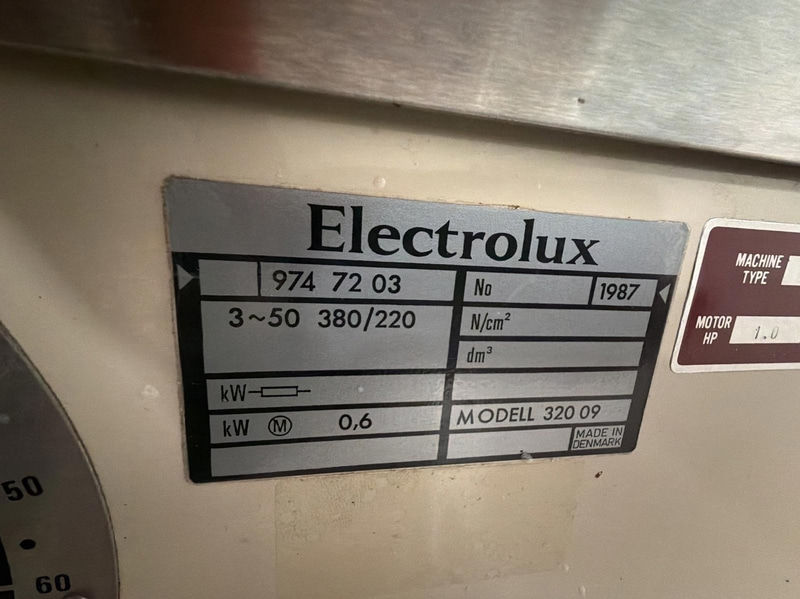 Electrolux
974 72 03
No 1987
3~50 380/220
N/cm²
dm³
kW
kW M 0,6
MODELL 320 09
MADE IN
DENMARK
MACHINE
TYPE
MOTOR
HP 1.0
50
60